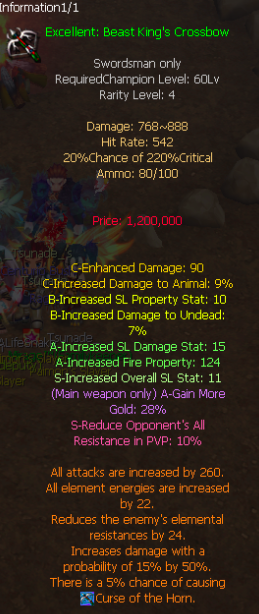 Information1/1
Excellent: Beast King's Crossbow
Swordsman only
RequiredChampion Level: 60Lv
Rarity Level: 4
Damage: 768~888
Hit Rate: 542
20%Chance of 220%Critical
Ammo: 80/100
Price: 1,200,000
Tsunade
C-Enhanced Damage: 90
C-Increased Damage to Animal: 9%
B-Increased SL Property Stat: 10
B-Increased Damage to Undead:
7%
Tsunade
A-Increased SL Damage Stat: 15
A-Increased Fire Property: 124
S-Increased Overall SL Stat: 11
(Main weapon only) A-Gain More
Gold: 28%
S-Reduce Opponent's All
Resistance in PVP: 10%
All attacks are increased by 260.
All element energies are increased
by 22.
Reduces the enemy's elemental
resistances by 24.
Increases damage with a
probability of 15% by 50%.
There is a 5% chance of causing
Curse of the Horn.